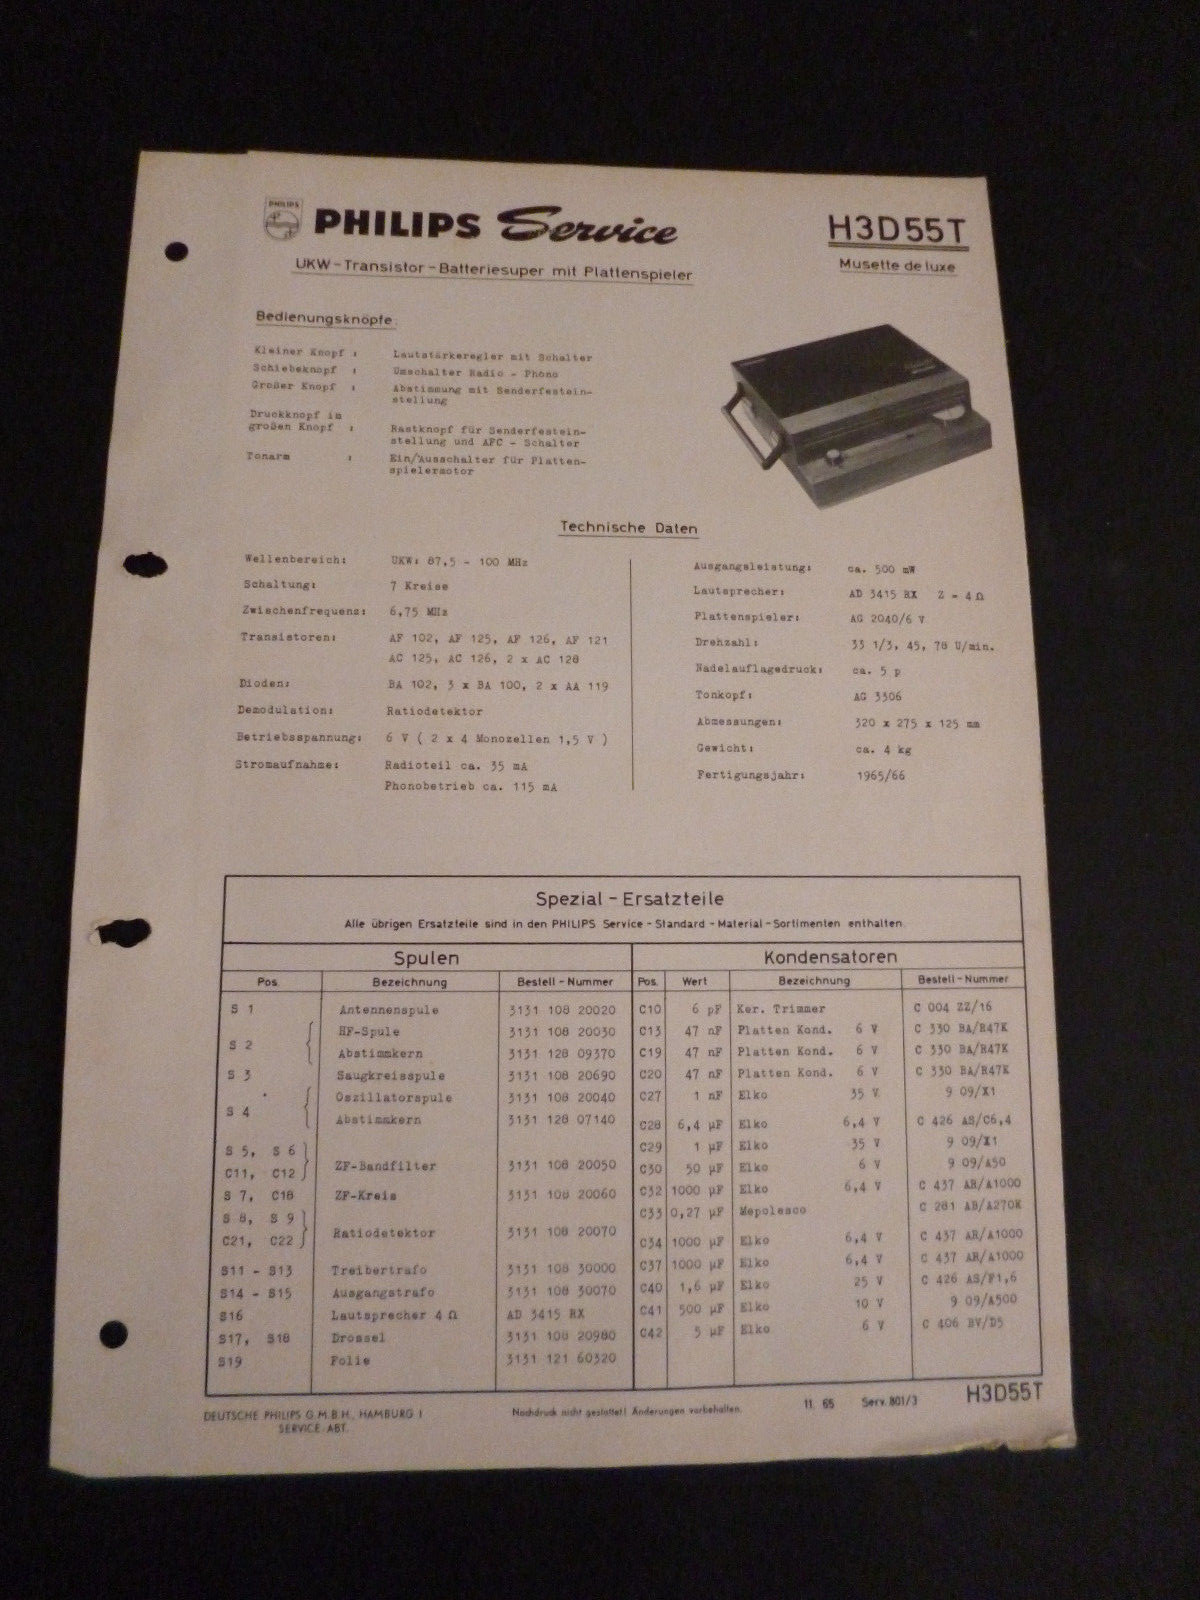 PHILIPS
PHILIPS Service
H3D55T
UKW-Transistor-Batteriesuper mit Plattenspieler
Musette de luxe
Bedienungsknöpfe:
Kleiner Knopf : Lautstärkeregler mit Schalter
Schiebeknopf : Umschalter Radio - Phono
Großer Knopf : Abstimmung mit Senderfestein-
stellung
Druckknopf im
großen Knopf : Rastknopf für Senderfestein-
stellung und AFC - Schalter
Tonarm : Ein/Ausschalter für Platten-
spielermotor
Technische Daten
Wellenbereich: UKW: 87,5 - 100 MHz
Schaltung: 7 Kreise
Zwischenfrequenz: 6,75 MHz
Transistoren: AF 102, AF 125, AF 126, AF 121
AC 125, AC 126, 2 x AC 128
Dioden: BA 102, 3 x BA 100, 2 x AA 119
Demodulation: Ratiodetektor
Betriebsspannung: 6 V ( 2 x 4 Monozellen 1,5 V )
Stromaufnahme: Radioteil ca. 35 mA
Phonobetrieb ca. 115 mA
Ausgangsleistung: ca. 500 mW
Lautsprecher: AD 3415 RX Z = 4 Ω
Plattenspieler: AG 2040/6 V
Drehzahl: 33 1/3, 45, 78 U/min.
Nadelauflagedruck: ca. 5 p
Tonkopf: AG 3306
Abmessungen: 320 x 275 x 125 mm
Gewicht: ca. 4 kg
Fertigungsjahr: 1965/66
Spezial - Ersatzteile
Alle übrigen Ersatzteile sind in den PHILIPS Service - Standard - Material - Sortimenten enthalten.
Spulen
Pos. Bezeichnung Bestell - Nummer
S 1 Antennenspule 3131 108 20020
HF-Spule 3131 108 20030
S 2
Abstimmkern 3131 128 09370
S 3 Saugkreisspule 3131 108 20690
Oszillatorspule 3131 108 20040
S 4
Abstimmkern 3131 128 07140
S 5, S 6
C11, C12 ZF-Bandfilter 3131 108 20050
S 7, C18 ZF-Kreis 3131 108 20060
S 8, S 9
C21, C22 Ratiodetektor 3131 108 20070
S11 - S13 Treibertrafo 3131 108 30000
S14 - S15 Ausgangstrafo 3131 108 30070
S16 Lautsprecher 4 Ω AD 3415 RX
S17, S18 Drossel 3131 108 20980
S19 Folie 3131 121 60320
Kondensatoren
Pos. Wert Bezeichnung Bestell - Nummer
C10 6 pF Ker. Trimmer C 004 ZZ/16
C13 47 nF Platten Kond. 6 V C 330 BA/R47K
C19 47 nF Platten Kond. 6 V C 330 BA/R47K
C20 47 nF Platten Kond. 6 V C 330 BA/R47K
C27 1 nF Elko 35 V 9 09/X1
C28 6,4 µF Elko 6,4 V C 426 AS/C6,4
C29 1 µF Elko 35 V 9 09/X1
C30 50 µF Elko 6 V 9 09/A50
C32 1000 µF Elko 6,4 V C 437 AR/A1000
C33 0,27 µF Mepolesco C 281 AB/A270K
C34 1000 µF Elko 6,4 V C 437 AR/A1000
C37 1000 µF Elko 6,4 V C 437 AR/A1000
C40 1,6 µF Elko 25 V C 426 AS/F1,6
C41 500 µF Elko 10 V 9 09/A500
C42 5 µF Elko 6 V C 406 BV/D5
DEUTSCHE PHILIPS G.M.B.H., HAMBURG 1
SERVICE-ABT.
Nachdruck nicht gestattet! Änderungen vorbehalten.
11. 65 Serv. 801/3
H3D55T